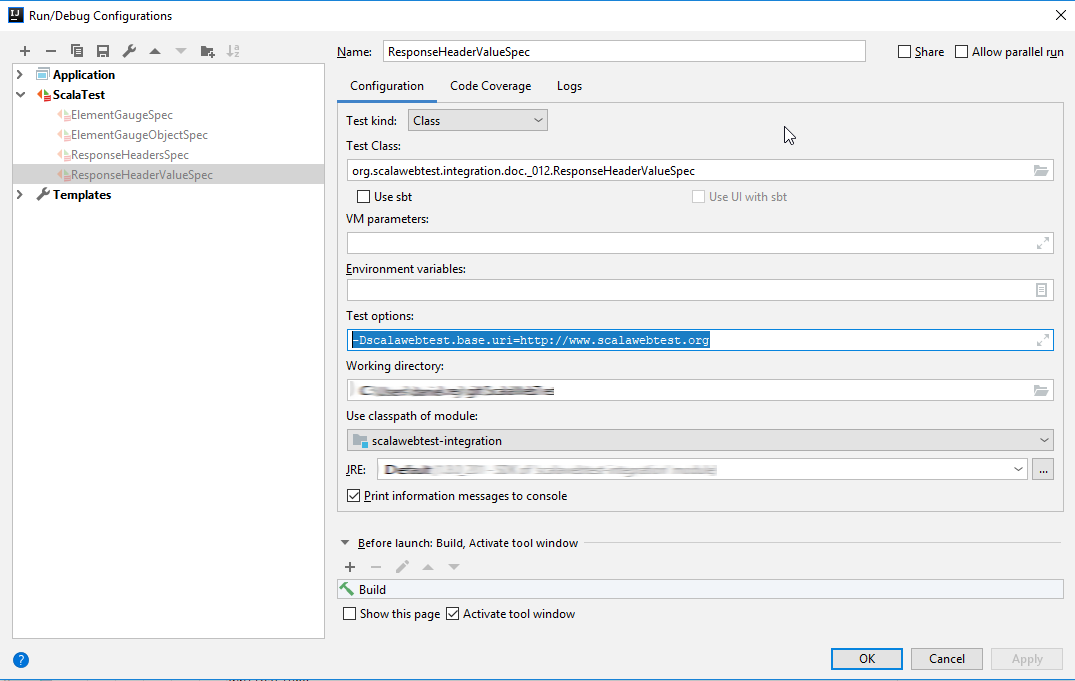 Run/Debug Configurations
Name: ResponseHeaderValueSpec Share Allow parallel run
Application
ScalaTest
ElementGaugeSpec
ElementGaugeObjectSpec
ResponseHeadersSpec
ResponseHeaderValueSpec
Templates
Configuration Code Coverage Logs
Test kind: Class
Test Class:
org.scalawebtest.integration.doc._012.ResponseHeaderValueSpec
Use sbt Use UI with sbt
VM parameters:
Environment variables:
Test options:
-Dscalawebtest.base.uri=http://www.scalawebtest.org
Working directory:
Use classpath of module:
scalawebtest-integration
JRE: Default ...
Print information messages to console
Before launch: Build, Activate tool window
Build
Show this page Activate tool window
? OK Cancel Apply